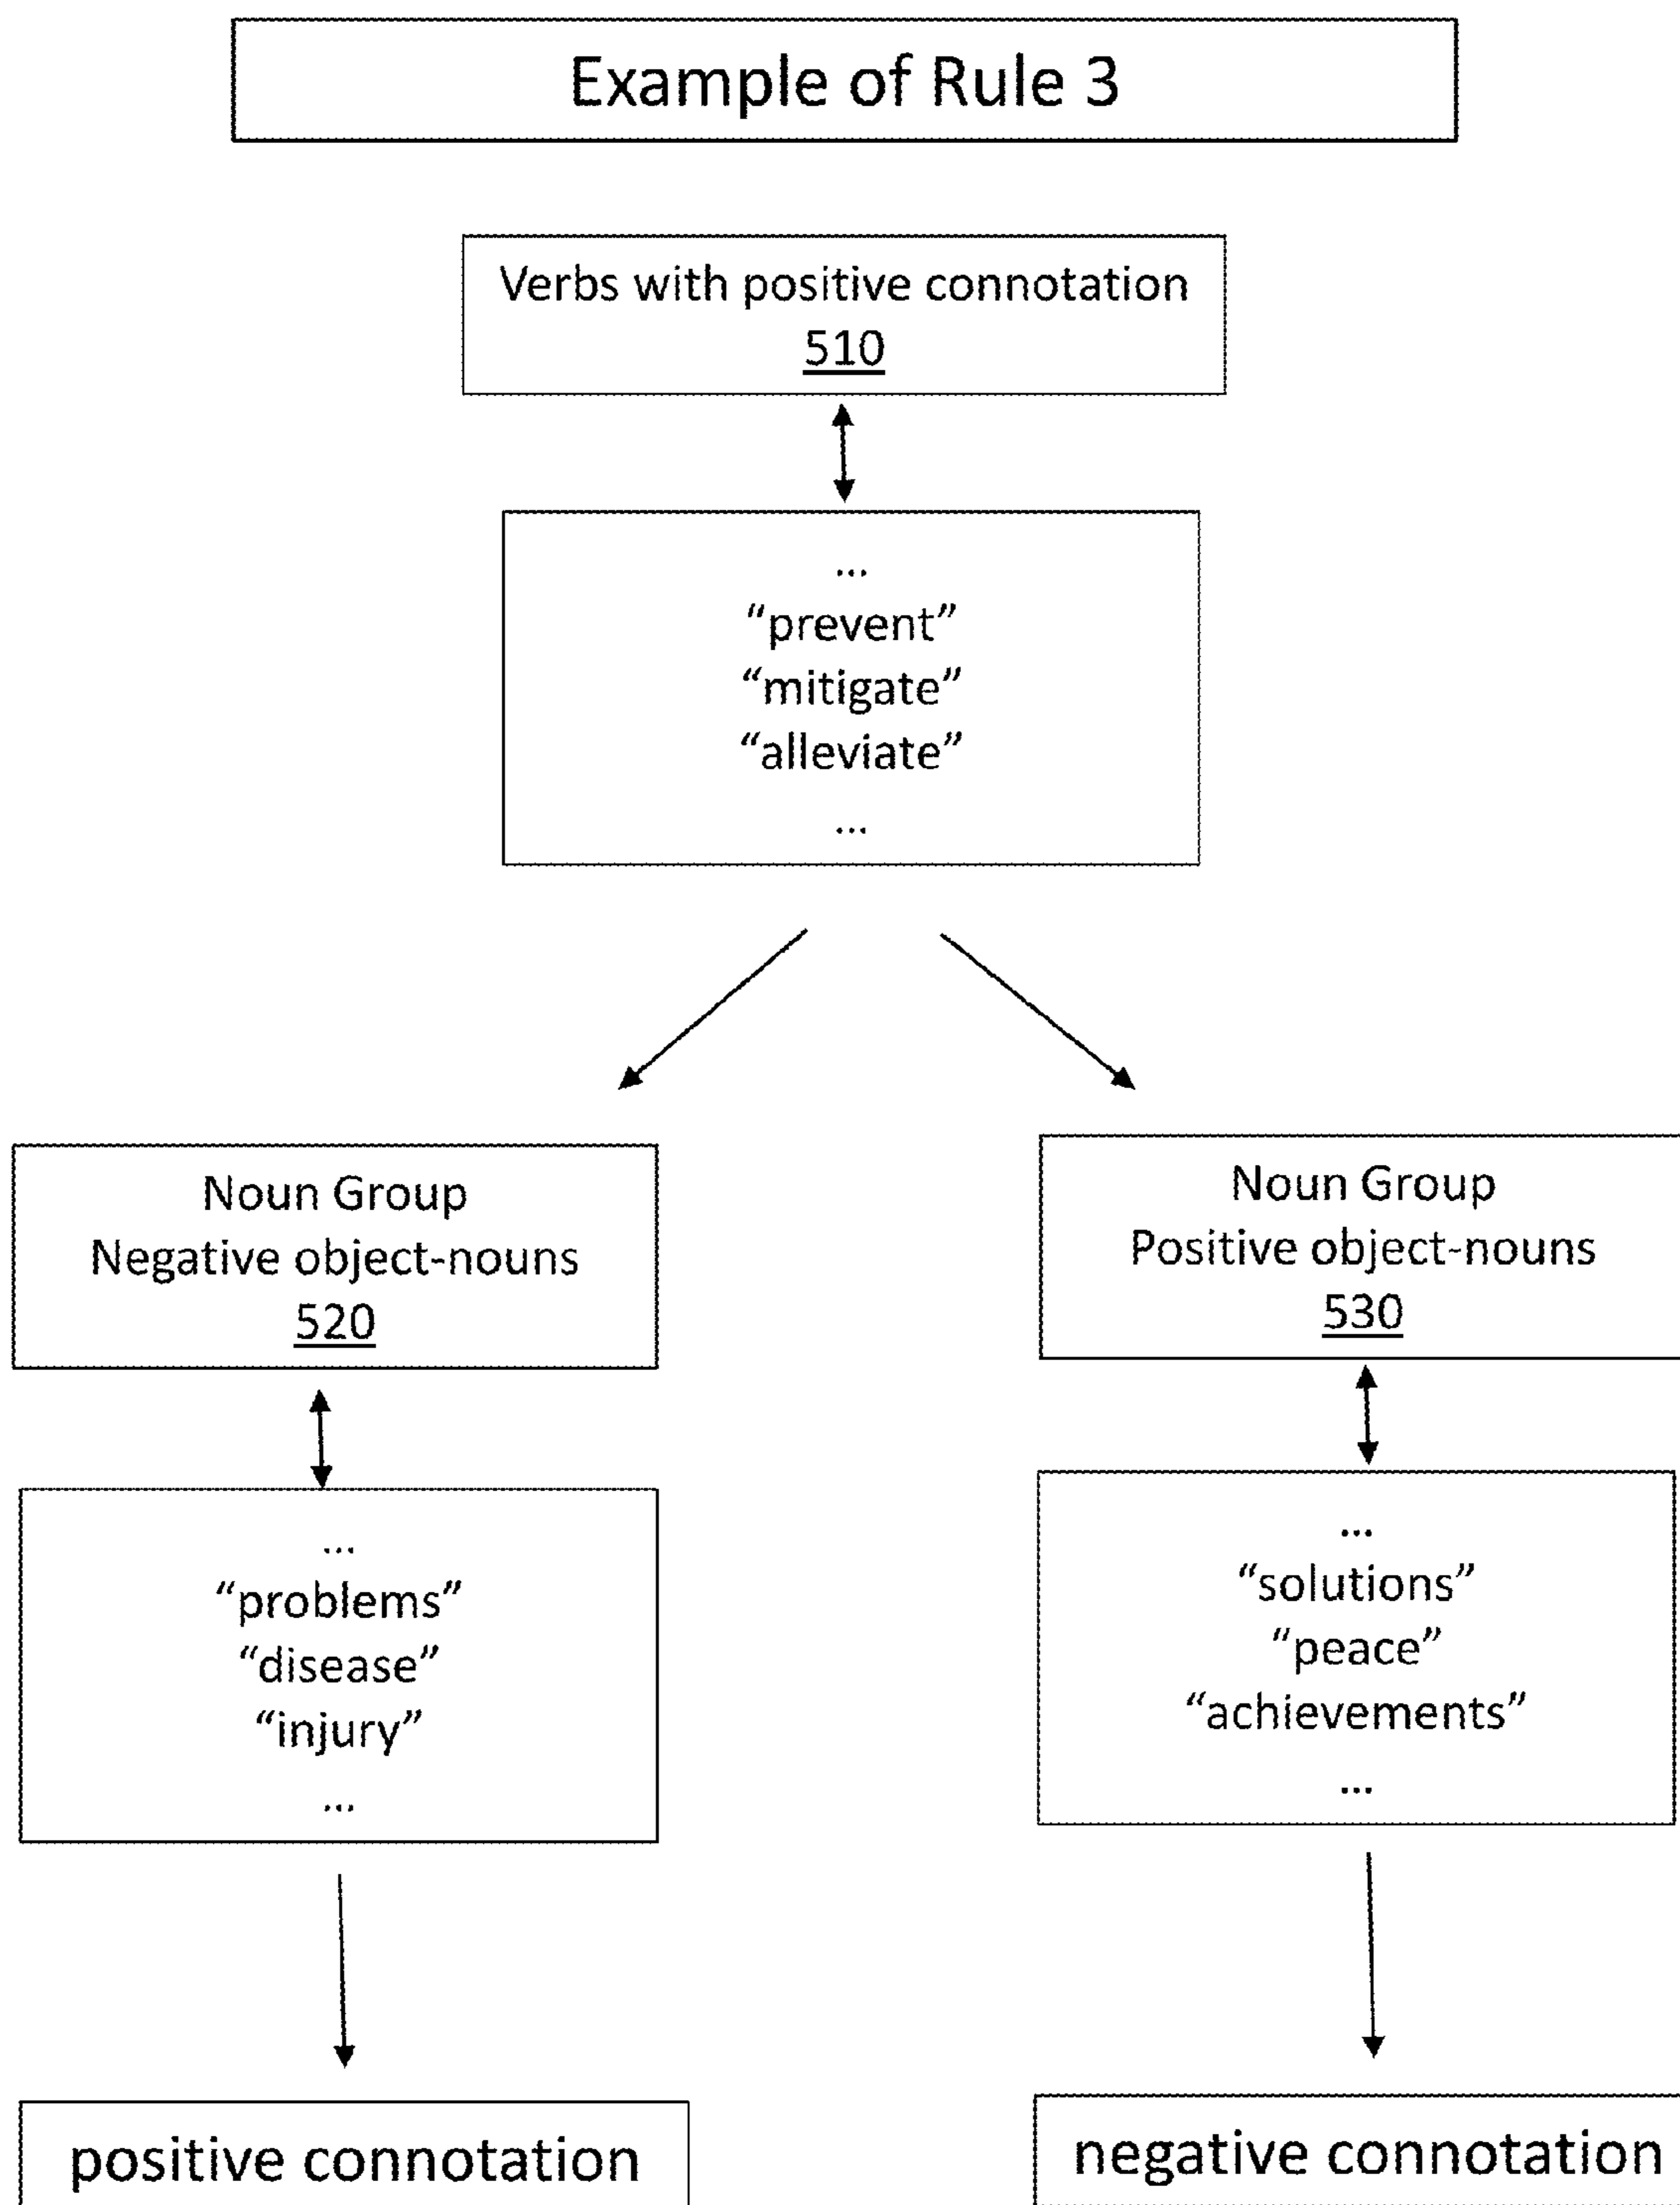 Example of Rule 3
Verbs with positive connotation
510
...
“prevent”
“mitigate”
“alleviate”
...
Noun Group
Negative object-nouns
520
...
“problems”
“disease”
“injury”
...
positive connotation
Noun Group
Positive object-nouns
530
...
“solutions”
“peace”
“achievements”
...
negative connotation